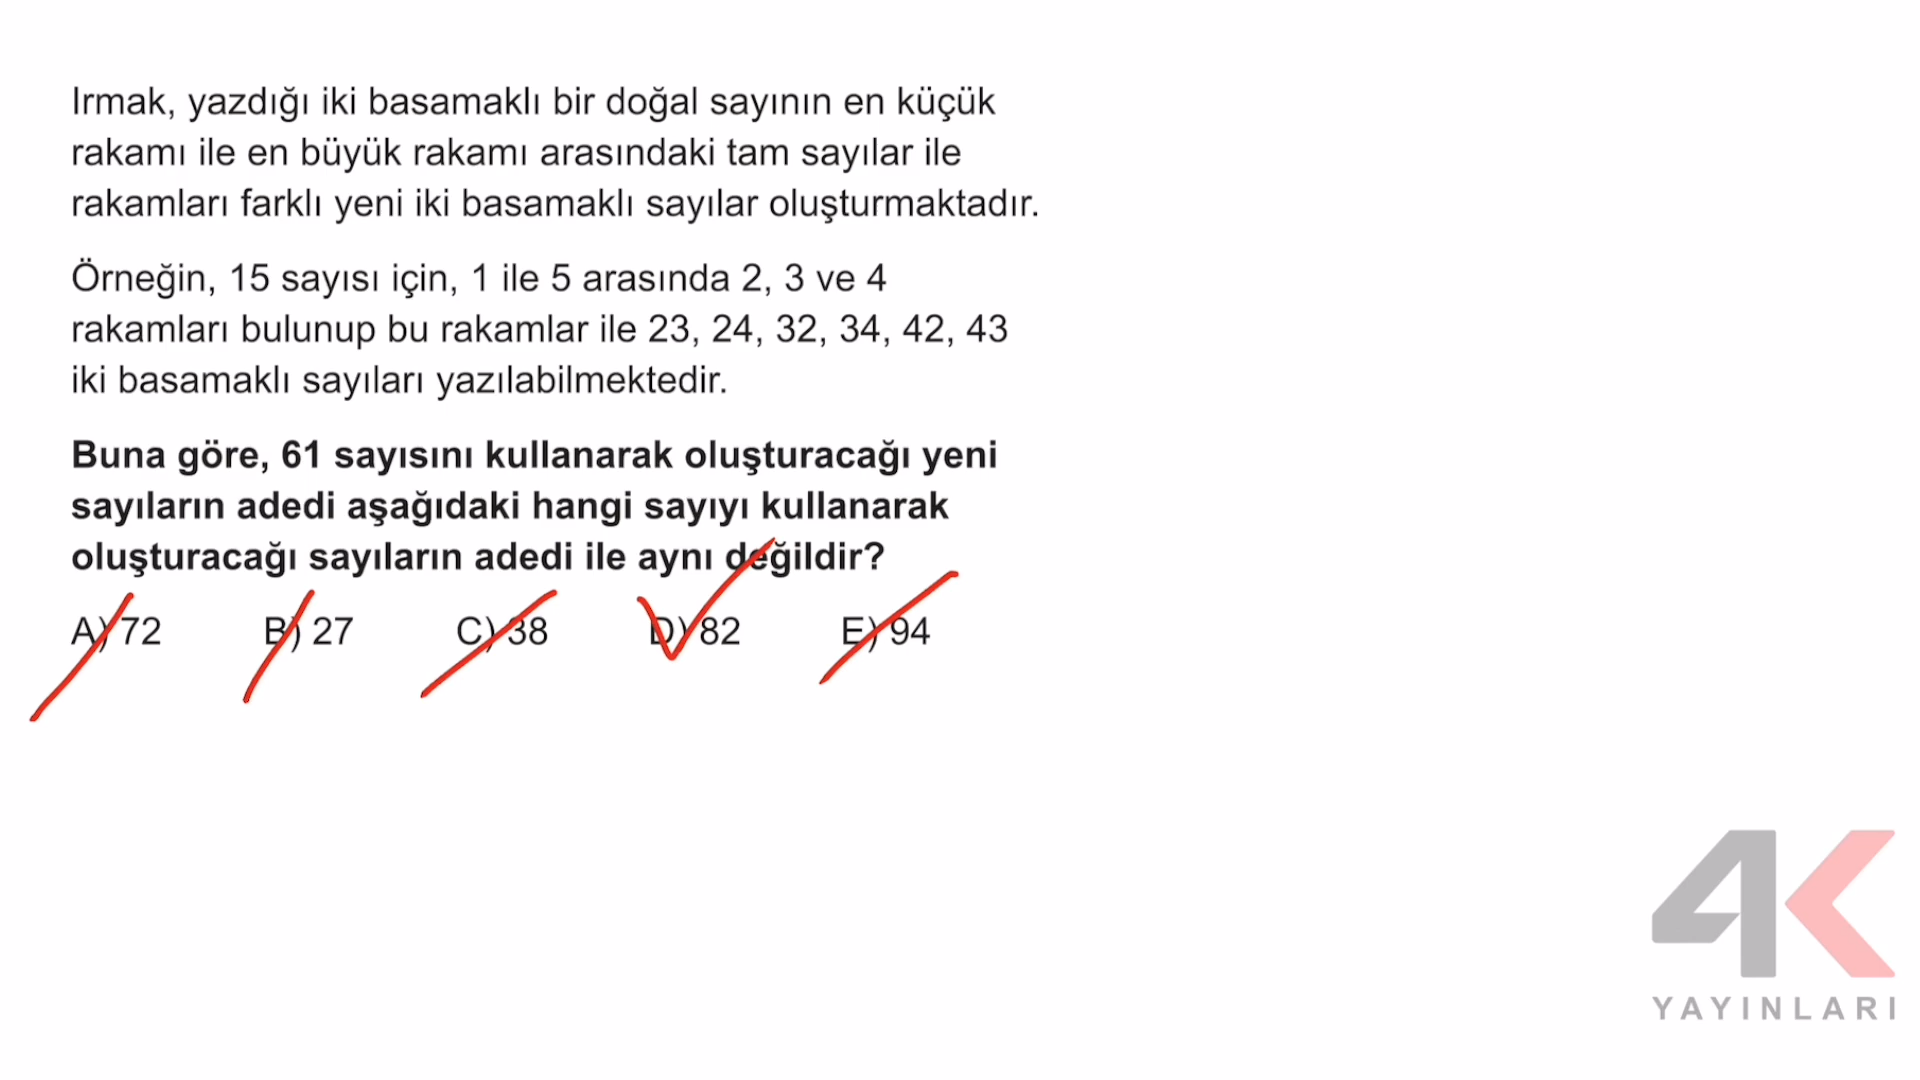 Irmak, yazdığı iki basamaklı bir doğal sayının en küçük
rakamı ile en büyük rakamı arasındaki tam sayılar ile
rakamları farklı yeni iki basamaklı sayılar oluşturmaktadır.
Örneğin, 15 sayısı için, 1 ile 5 arasında 2, 3 ve 4
rakamları bulunup bu rakamlar ile 23, 24, 32, 34, 42, 43
iki basamaklı sayıları yazılabilmektedir.
Buna göre, 61 sayısını kullanarak oluşturacağı yeni
sayıların adedi aşağıdaki hangi sayıyı kullanarak
oluşturacağı sayıların adedi ile aynı değildir?
A) 72 B) 27 C) 38 D) 82 E) 94
4K
YAYINLARI